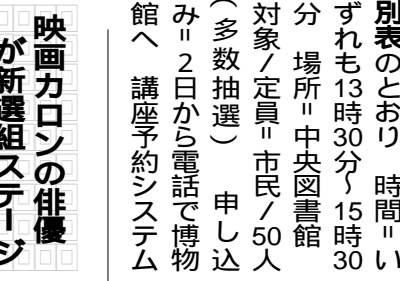 別表のとおり 時間＝い
ずれも13時30分〜15時30
分 場所＝中央図書館
対象/定員＝市民/50人
(多数抽選) 申し込
み＝2日から電話で博物
館へ 講座予約システム
映画カロンの俳優
が新選組ステージ